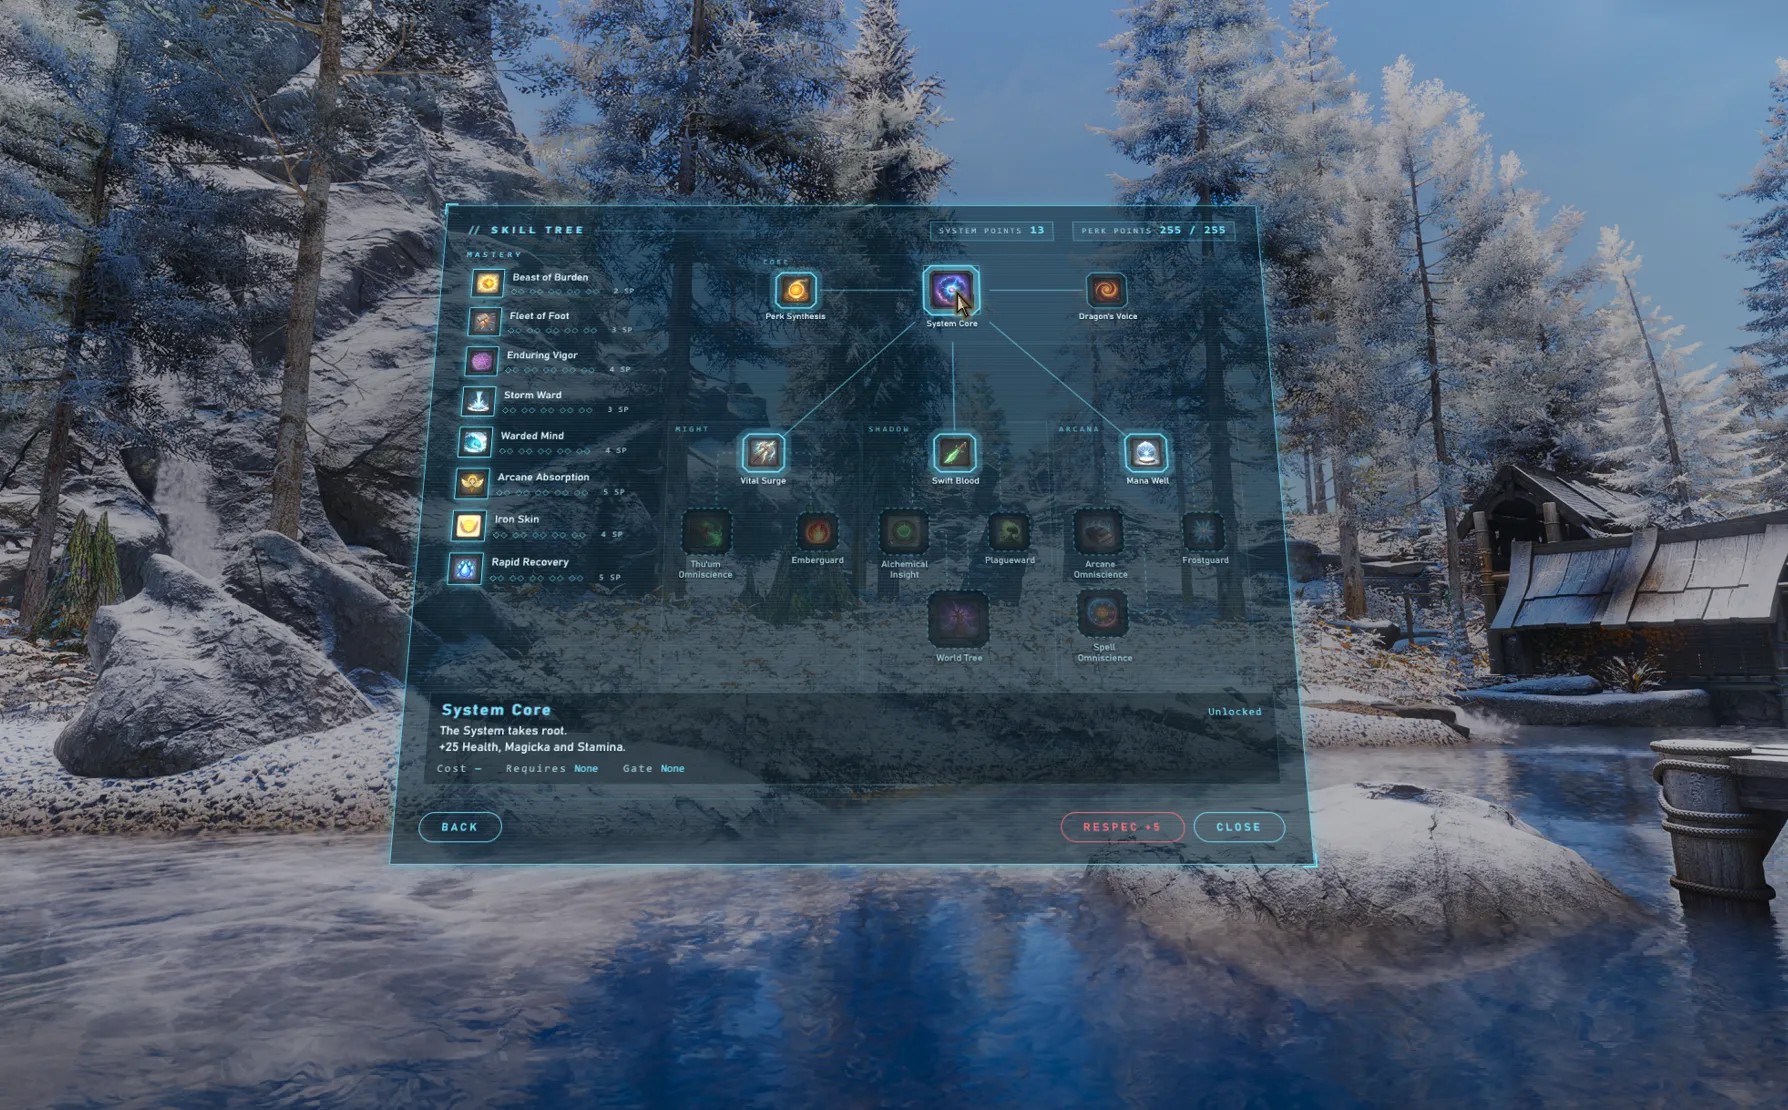 // SKILL TREE
SYSTEM POINTS 13
PERK POINTS 255 / 255
MASTERY
Beast of Burden
2 SP
Fleet of Foot
3 SP
Enduring Vigor
4 SP
Storm Ward
3 SP
Warded Mind
4 SP
Arcane Absorption
5 SP
Iron Skin
4 SP
Rapid Recovery
5 SP
CORE
Perk Synthesis
System Core
Dragon's Voice
MIGHT
SHADOW
ARCANA
Vital Surge
Swift Blood
Mana Well
Thu'um
Omniscience
Emberguard
Alchemical
Insight
Plagueward
Arcane
Omniscience
Frostguard
World Tree
Spell
Omniscience
System Core
Unlocked
The System takes root.
+25 Health, Magicka and Stamina.
Cost – Requires None Gate None
BACK
RESPEC +5
CLOSE